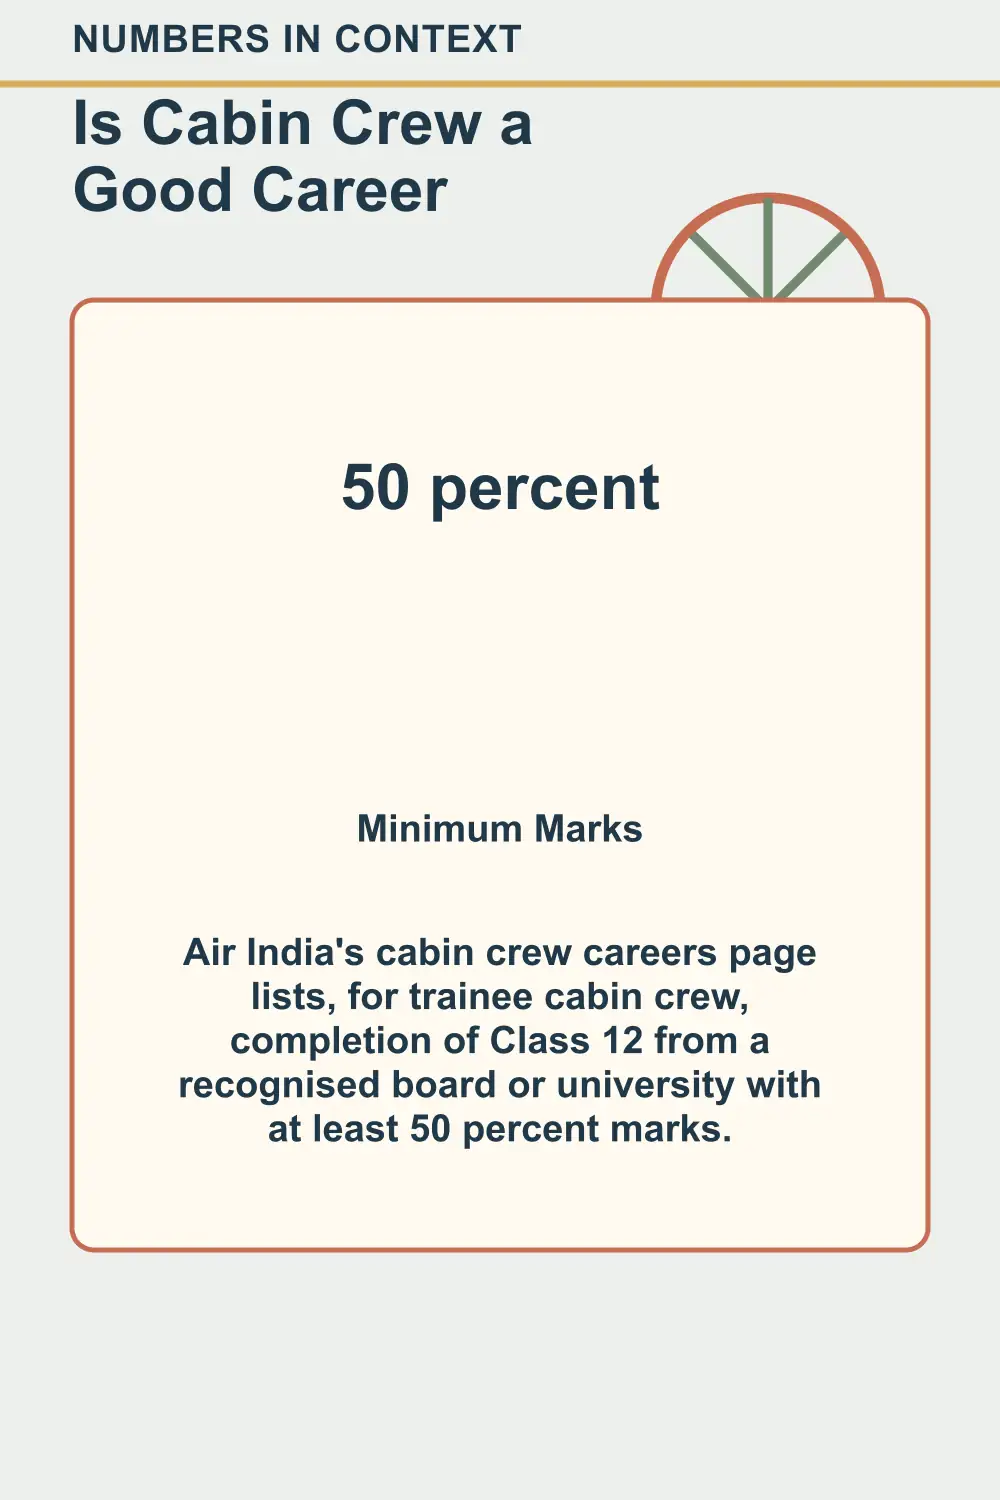 NUMBERS IN CONTEXT
Is Cabin Crew a
Good Career
50 percent
Minimum Marks
Air India's cabin crew careers page
lists, for trainee cabin crew,
completion of Class 12 from a
recognised board or university with
at least 50 percent marks.